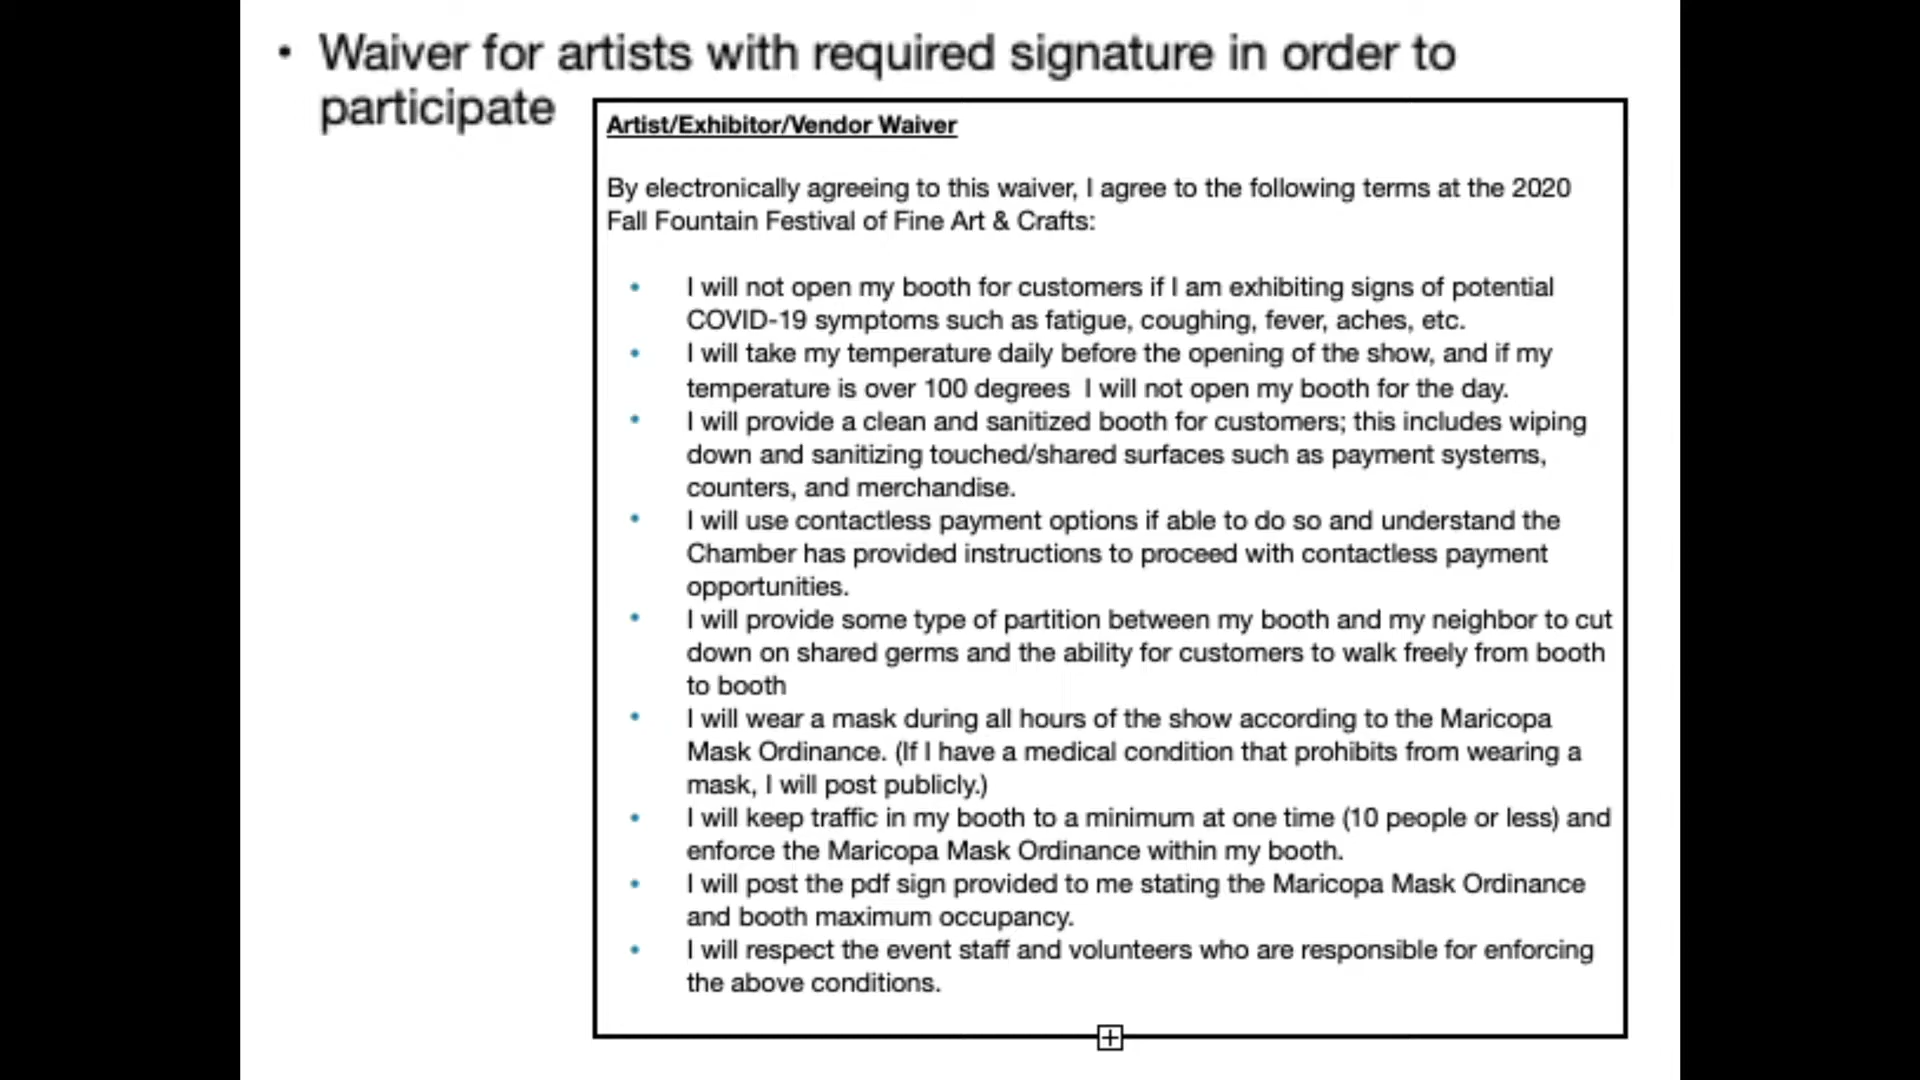 • Waiver for artists with required signature in order to
participate
Artist/Exhibitor/Vendor Waiver
By electronically agreeing to this waiver, I agree to the following terms at the 2020
Fall Fountain Festival of Fine Art & Crafts:
• I will not open my booth for customers if I am exhibiting signs of potential
COVID-19 symptoms such as fatigue, coughing, fever, aches, etc.
• I will take my temperature daily before the opening of the show, and if my
temperature is over 100 degrees  I will not open my booth for the day.
• I will provide a clean and sanitized booth for customers; this includes wiping
down and sanitizing touched/shared surfaces such as payment systems,
counters, and merchandise.
• I will use contactless payment options if able to do so and understand the
Chamber has provided instructions to proceed with contactless payment
opportunities.
• I will provide some type of partition between my booth and my neighbor to cut
down on shared germs and the ability for customers to walk freely from booth
to booth
• I will wear a mask during all hours of the show according to the Maricopa
Mask Ordinance. (If I have a medical condition that prohibits from wearing a
mask, I will post publicly.)
• I will keep traffic in my booth to a minimum at one time (10 people or less) and
enforce the Maricopa Mask Ordinance within my booth.
• I will post the pdf sign provided to me stating the Maricopa Mask Ordinance
and booth maximum occupancy.
• I will respect the event staff and volunteers who are responsible for enforcing
the above conditions.